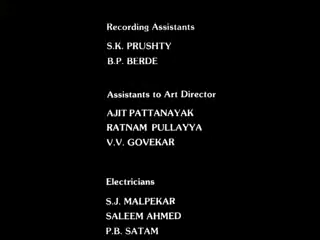 Recording Assistants
S.K. PRUSHTY
B.P. BERDE
Assistants to Art Director
AJIT PATTANAYAK
RATNAM PULLAYYA
V.V. GOVEKAR
Electricians
S.J. MALPEKAR
SALEEM AHMED
P.B. SATAM